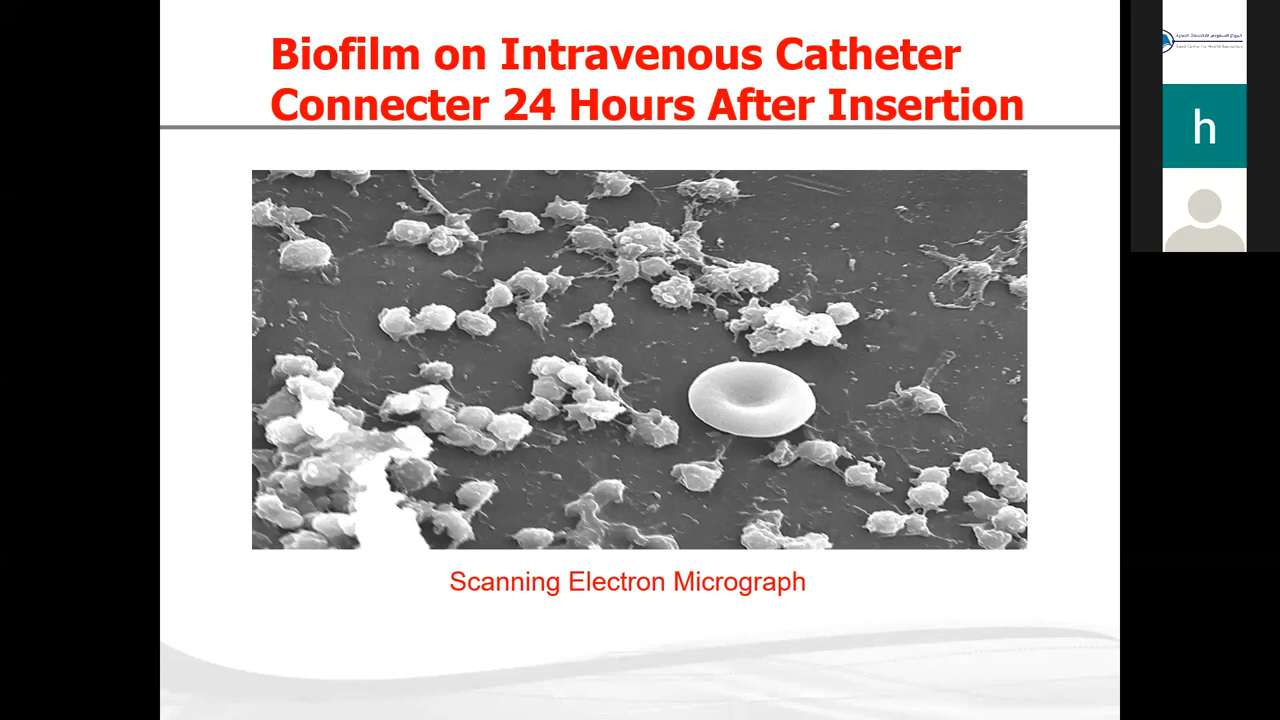 Biofilm on Intravenous Catheter
Connecter 24 Hours After Insertion
Scanning Electron Micrograph
h